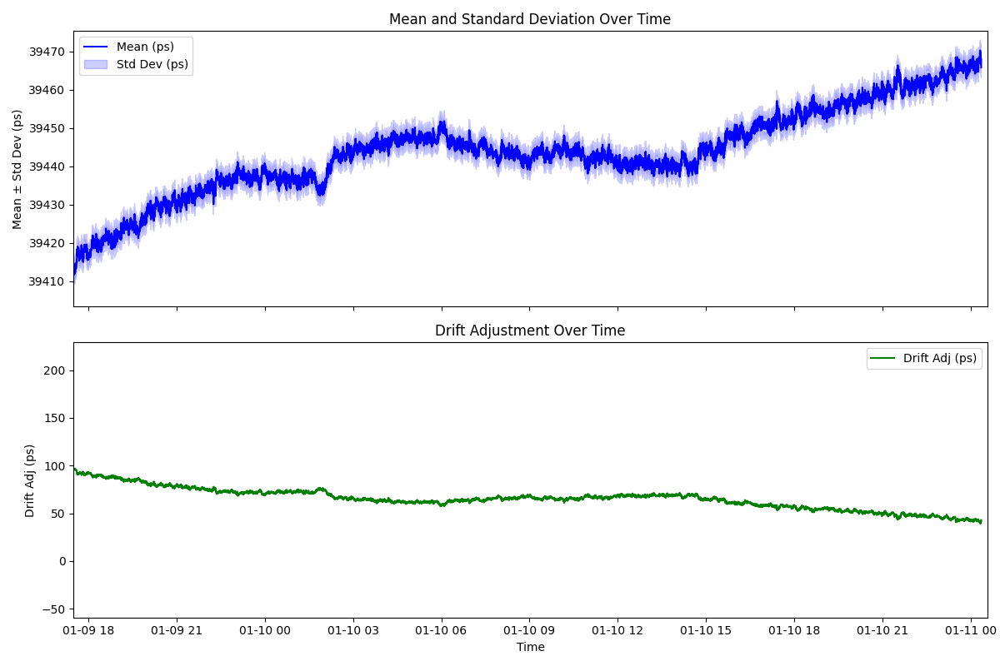 Mean and Standard Deviation Over Time
Mean ± Std Dev (ps)
39470
39460
39450
39440
39430
39420
39410
Mean (ps)
Std Dev (ps)
Drift Adjustment Over Time
Drift Adj (ps)
200
150
100
50
0
−50
Drift Adj (ps)
01-09 18 01-09 21 01-10 00 01-10 03 01-10 06 01-10 09 01-10 12 01-10 15 01-10 18 01-10 21 01-11 00
Time